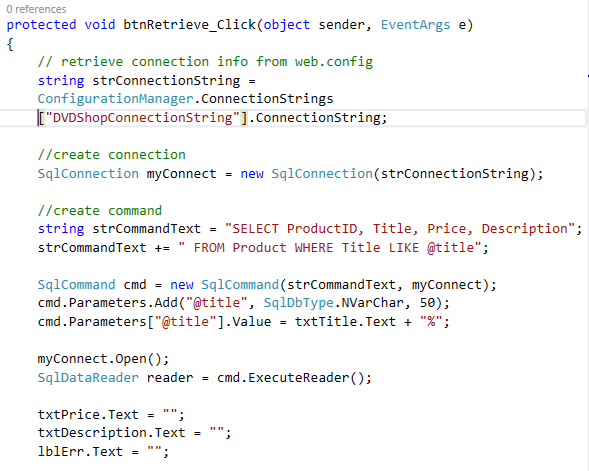 0 references
protected void btnRetrieve_Click(object sender, EventArgs e)
{
// retrieve connection info from web.config
string strConnectionString =
ConfigurationManager.ConnectionStrings
["DVDShopConnectionString"].ConnectionString;
//create connection
SqlConnection myConnect = new SqlConnection(strConnectionString);
//create command
string strCommandText = "SELECT ProductID, Title, Price, Description";
strCommandText += " FROM Product WHERE Title LIKE @title";
SqlCommand cmd = new SqlCommand(strCommandText, myConnect);
cmd.Parameters.Add("@title", SqlDbType.NVarChar, 50);
cmd.Parameters["@title"].Value = txtTitle.Text + "%";
myConnect.Open();
SqlDataReader reader = cmd.ExecuteReader();
txtPrice.Text = "";
txtDescription.Text = "";
lblErr.Text = "";